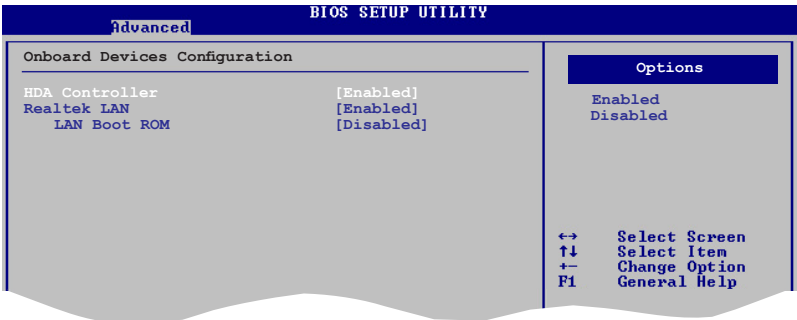 BIOS SETUP UTILITY
Advanced
Onboard Devices Configuration
HDA Controller [Enabled]
Realtek LAN [Enabled]
LAN Boot ROM [Disabled]
Options
Enabled
Disabled
←→ Select Screen
↑↓ Select Item
+- Change Option
F1 General Help